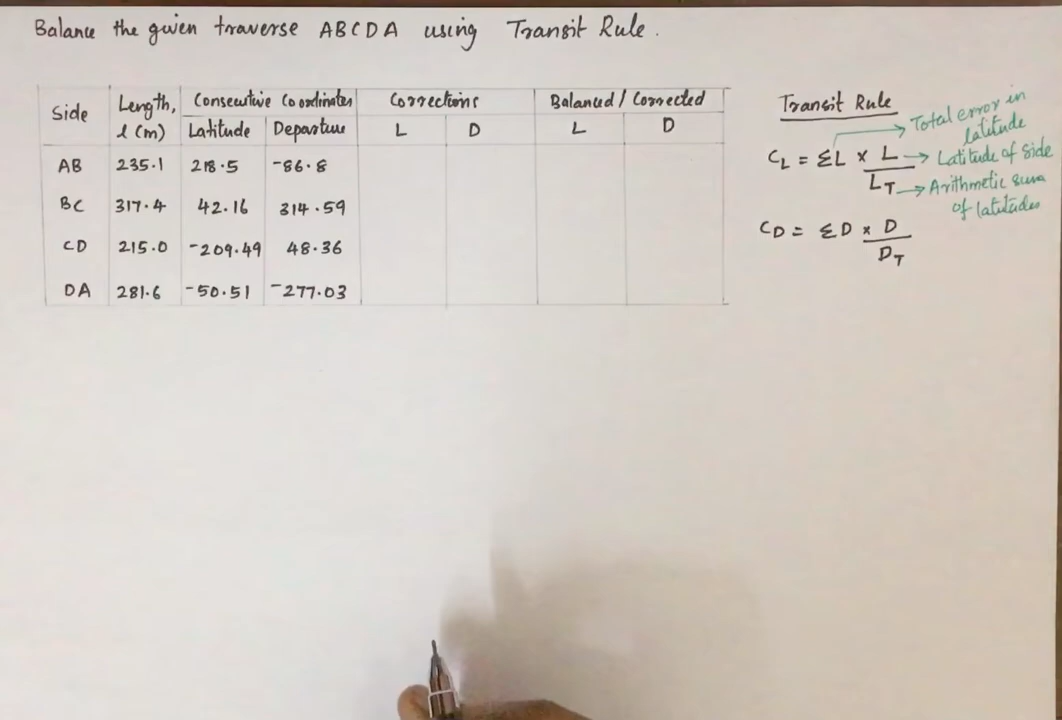 Balance the given traverse ABCDA using Transit Rule.
Side Length, l (m) Consecutive Coordinates Corrections Balanced / Corrected
Latitude Departure L D L D
AB 235.1 218.5 -86.8
BC 317.4 42.16 314.59
CD 215.0 -209.49 48.36
DA 281.6 -50.51 -277.03
Transit Rule
Total error in latitude
CL = ΣL × L / LT
Latitude of side
Arithmetic sum of latitudes
CD = ΣD × D / DT